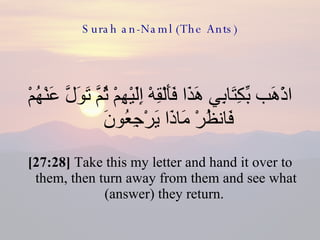 Surah an-Naml (The Ants)
اذْهَب بِّكِتَابِي هَذَا فَأَلْقِهْ إِلَيْهِمْ ثُمَّ تَوَلَّ عَنْهُمْ
فَانظُرْ مَاذَا يَرْجِعُونَ
[27:28] Take this my letter and hand it over to
them, then turn away from them and see what
(answer) they return.